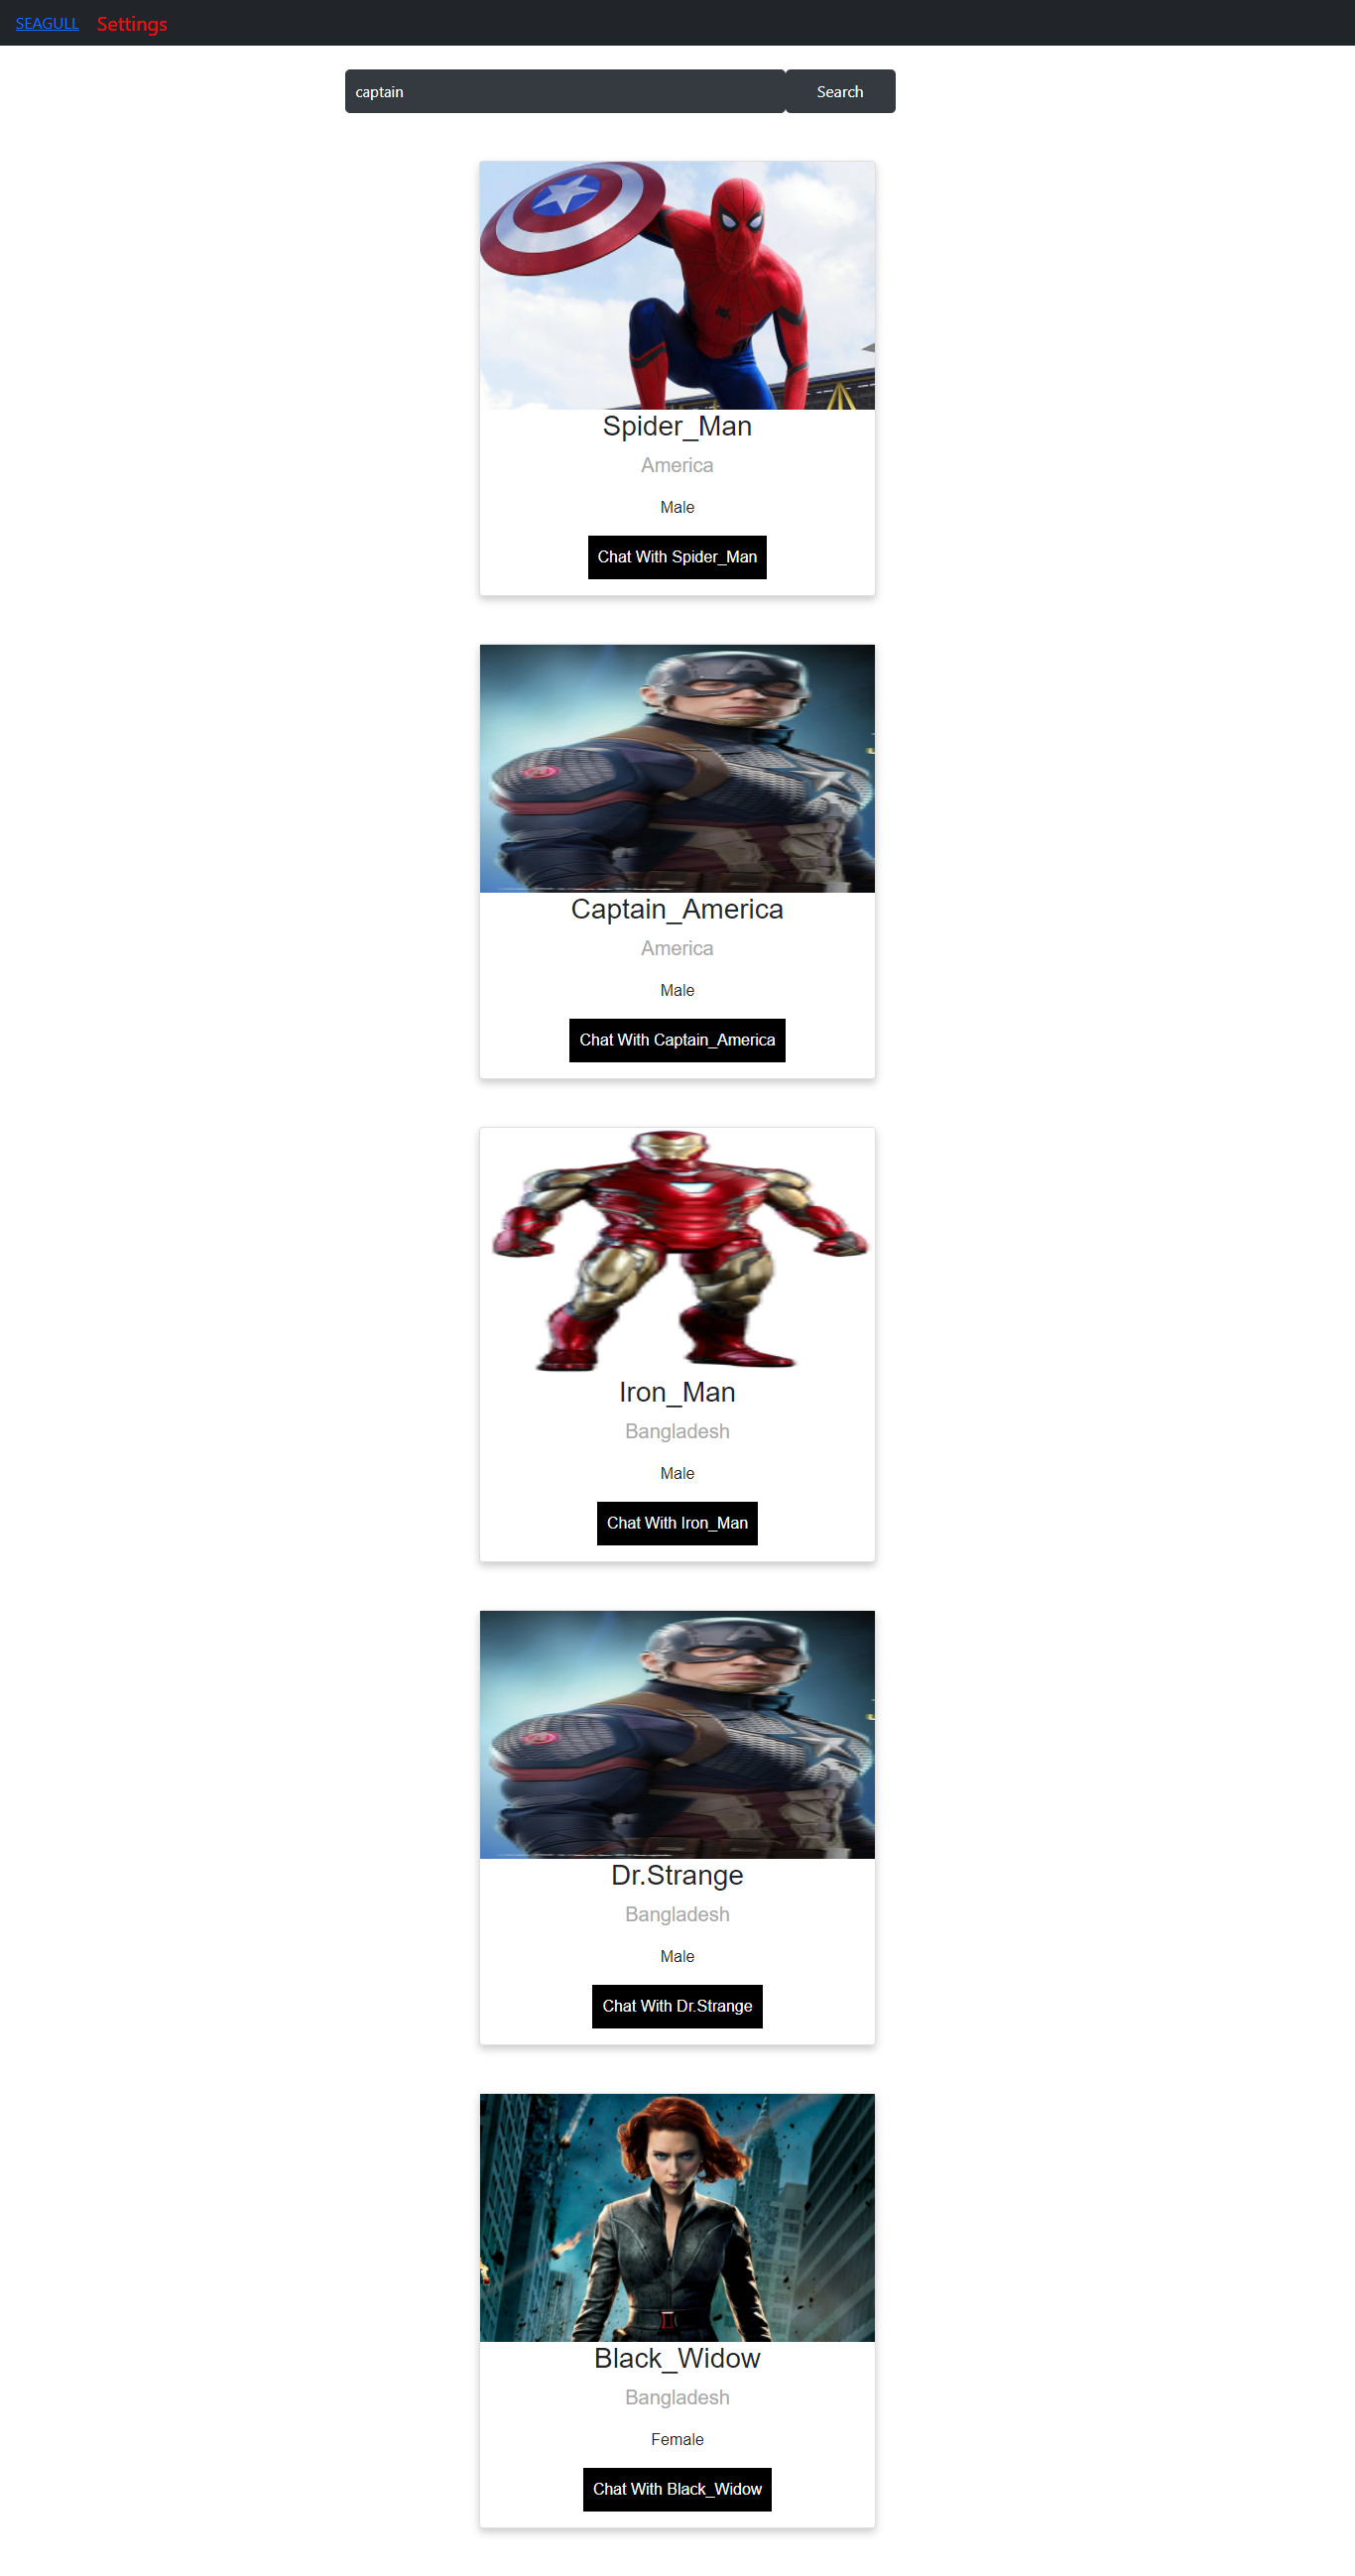 SEAGULL Settings
captain Search
Spider_Man
America
Male
Chat With Spider_Man
A
Captain_America
America
Male
Chat With Captain_America
Iron_Man
Bangladesh
Male
Chat With Iron_Man
A
Dr.Strange
Bangladesh
Male
Chat With Dr.Strange
Black_Widow
Bangladesh
Female
Chat With Black_Widow